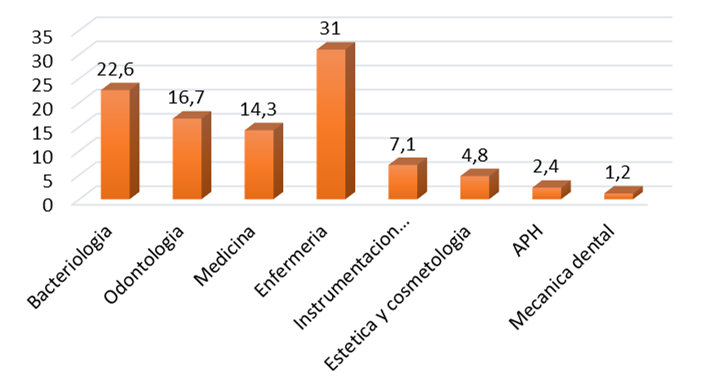 35
30
25
20
15
10
5
0
22,6
16,7
14,3
31
7,1
4,8
2,4
1,2
Bacteriologia
Odontologia
Medicina
Enfermeria
Instrumentacion...
Estetica y cosmetologia
APH
Mecanica dental